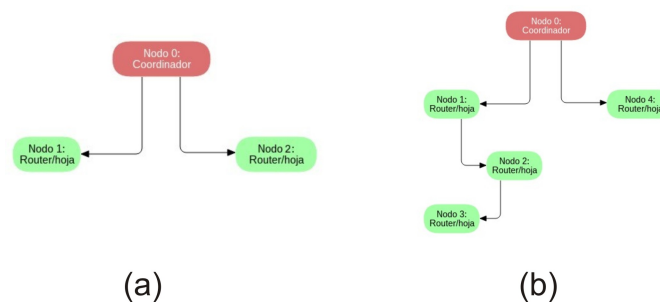 Nodo 0:
Coordinador
Nodo 1:
Router/hoja
Nodo 2:
Router/hoja
(a)
Nodo 0:
Coordinador
Nodo 1:
Router/hoja
Nodo 4:
Router/hoja
Nodo 2:
Router/hoja
Nodo 3:
Router/hoja
(b)